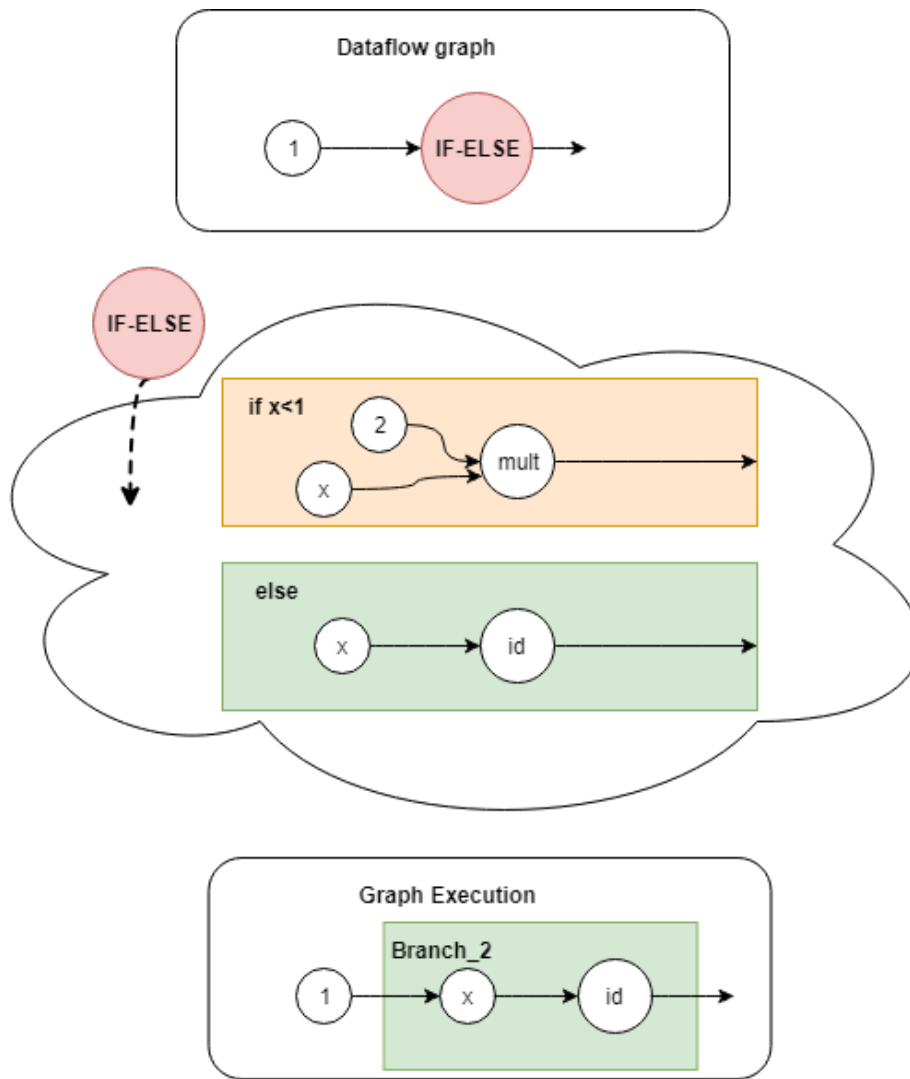 Dataflow graph
1
IF-ELSE
IF-ELSE
if x<1
2
x
mult
else
x
id
Graph Execution
Branch_2
1
x
id